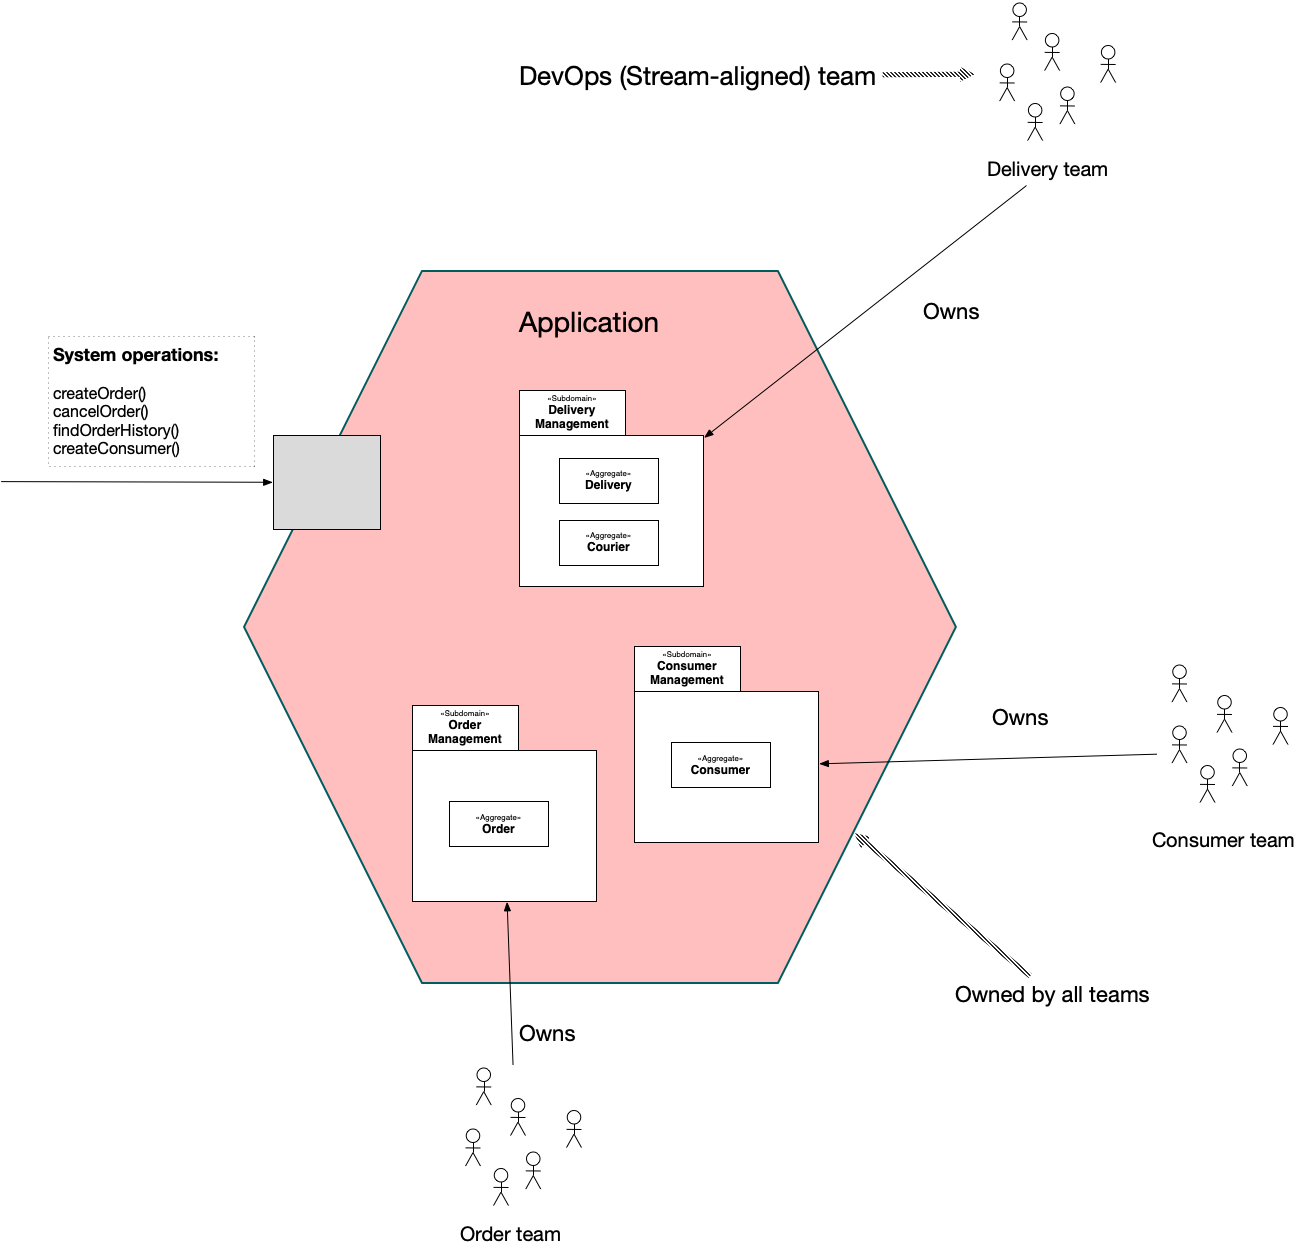 DevOps (Stream-aligned) team
Delivery team
Owns
Application
System operations:
createOrder()
cancelOrder()
findOrderHistory()
createConsumer()
«Subdomain»
Delivery
Management
«Aggregate»
Delivery
«Aggregate»
Courier
«Subdomain»
Consumer
Management
«Aggregate»
Consumer
Owns
Consumer team
«Subdomain»
Order
Management
«Aggregate»
Order
Owned by all teams
Owns
Order team